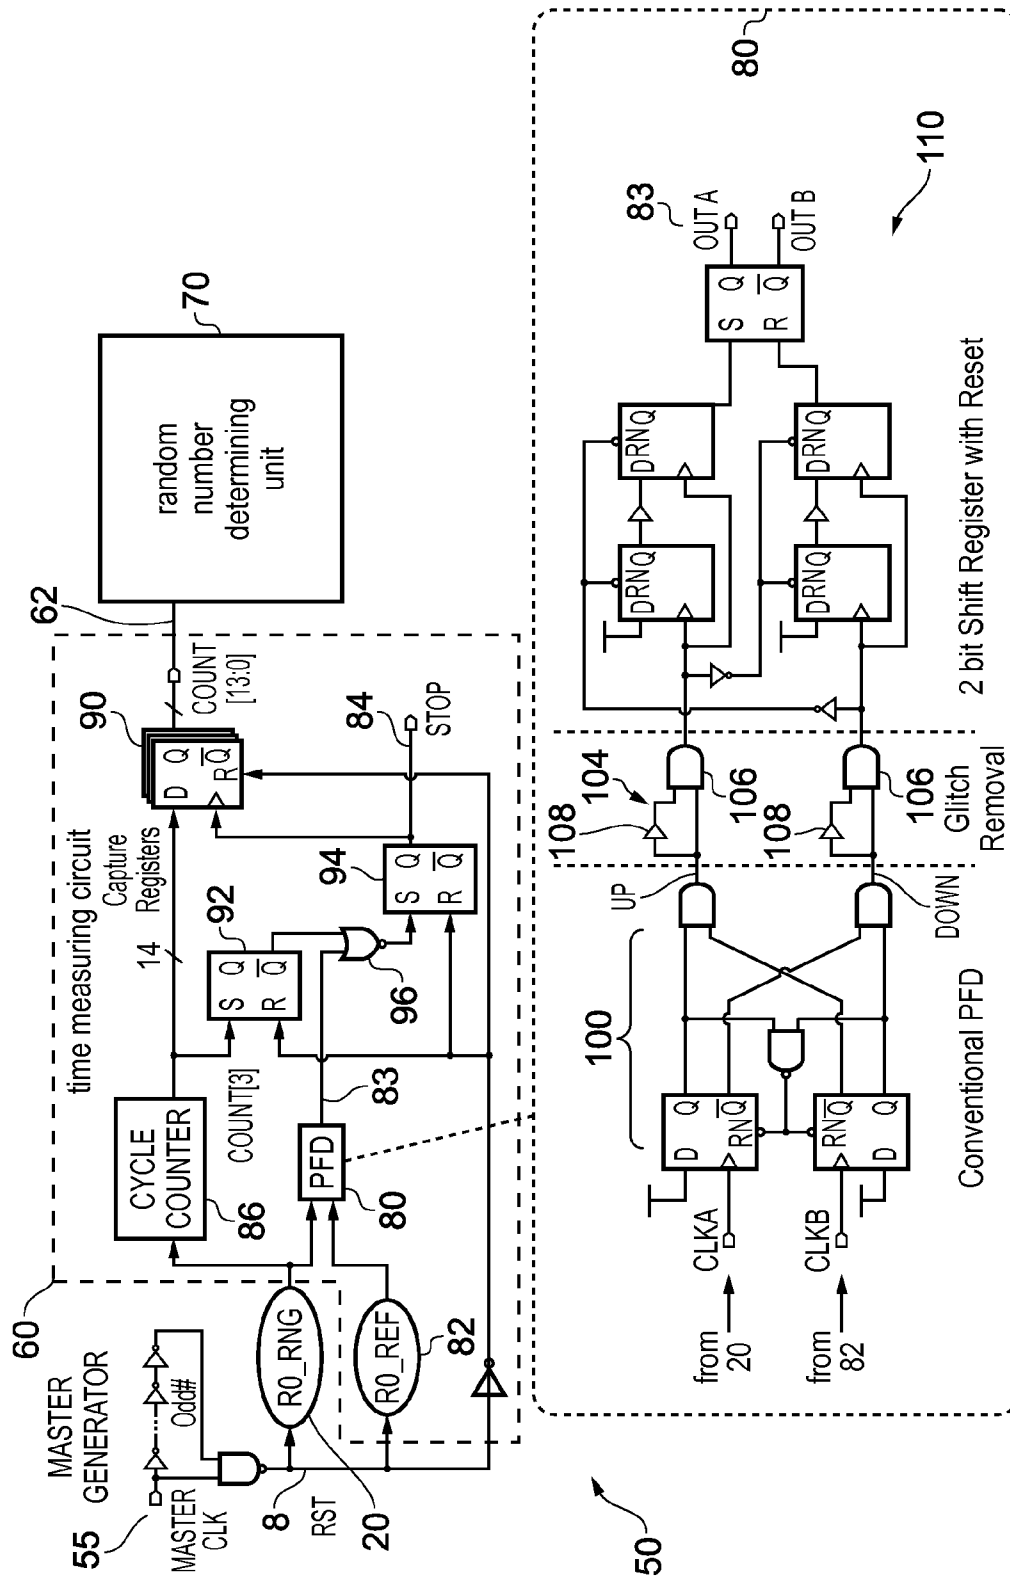 MASTER
GENERATOR
55
MASTER
CLK
Odd#
8
RST
20
R0_RNG
R0_REF
82
60
time measuring circuit
CYCLE
COUNTER
86
14
Capture
Registers
90
D Q
R Q
COUNT
[13:0]
62
70
random
number
determining
unit
COUNT[3]
92
S Q
R Q
PFD
80
83
96
94
S Q
R Q
84
STOP
50
80
from
20
CLKA
from
82
CLKB
100
D Q
RN Q
RN Q
D Q
Conventional PFD
UP
DOWN
108
104
106
108
106
Glitch
Removal
DRNQ
DRNQ
DRNQ
DRNQ
2 bit Shift Register with Reset
S Q
R Q
83
OUT A
OUT B
110